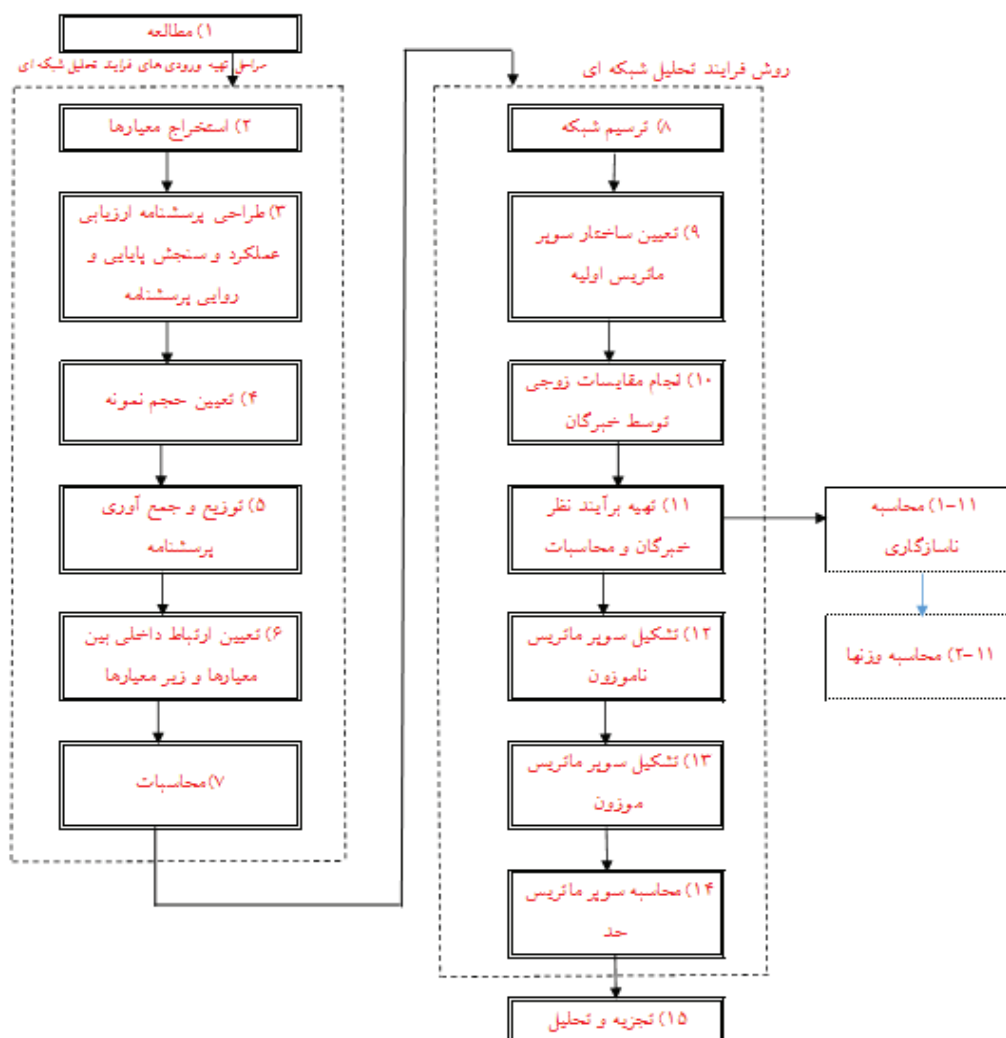 ۱) مطالعه
مراحل تهیه ورودی های فرایند تحلیل شبکه ای
۲) استخراج معیارها
۳) طراحی پرسشنامه ارزیابی
عملکرد و سنجش پایایی و
روایی پرسشنامه
۴) تعیین حجم نمونه
۵) توزیع و جمع آوری
پرسشنامه
۶) تعیین ارتباط داخلی بین
معیارها و زیر معیارها
۷) محاسبات
روش فرایند تحلیل شبکه ای
۸) ترسیم شبکه
۹) تعیین ساختار سوپر
ماتریس اولیه
۱۰) انجام مقایسات زوجی
توسط خبرگان
۱۱) تهیه برآیند نظر
خبرگان و محاسبات
۱-۱۱) محاسبه
ناسازگاری
۲-۱۱) محاسبه وزنها
۱۲) تشکیل سوپر ماتریس
ناموزون
۱۳) تشکیل سوپر ماتریس
موزون
۱۴) محاسبه سوپر ماتریس
حد
۱۵) تجزیه و تحلیل